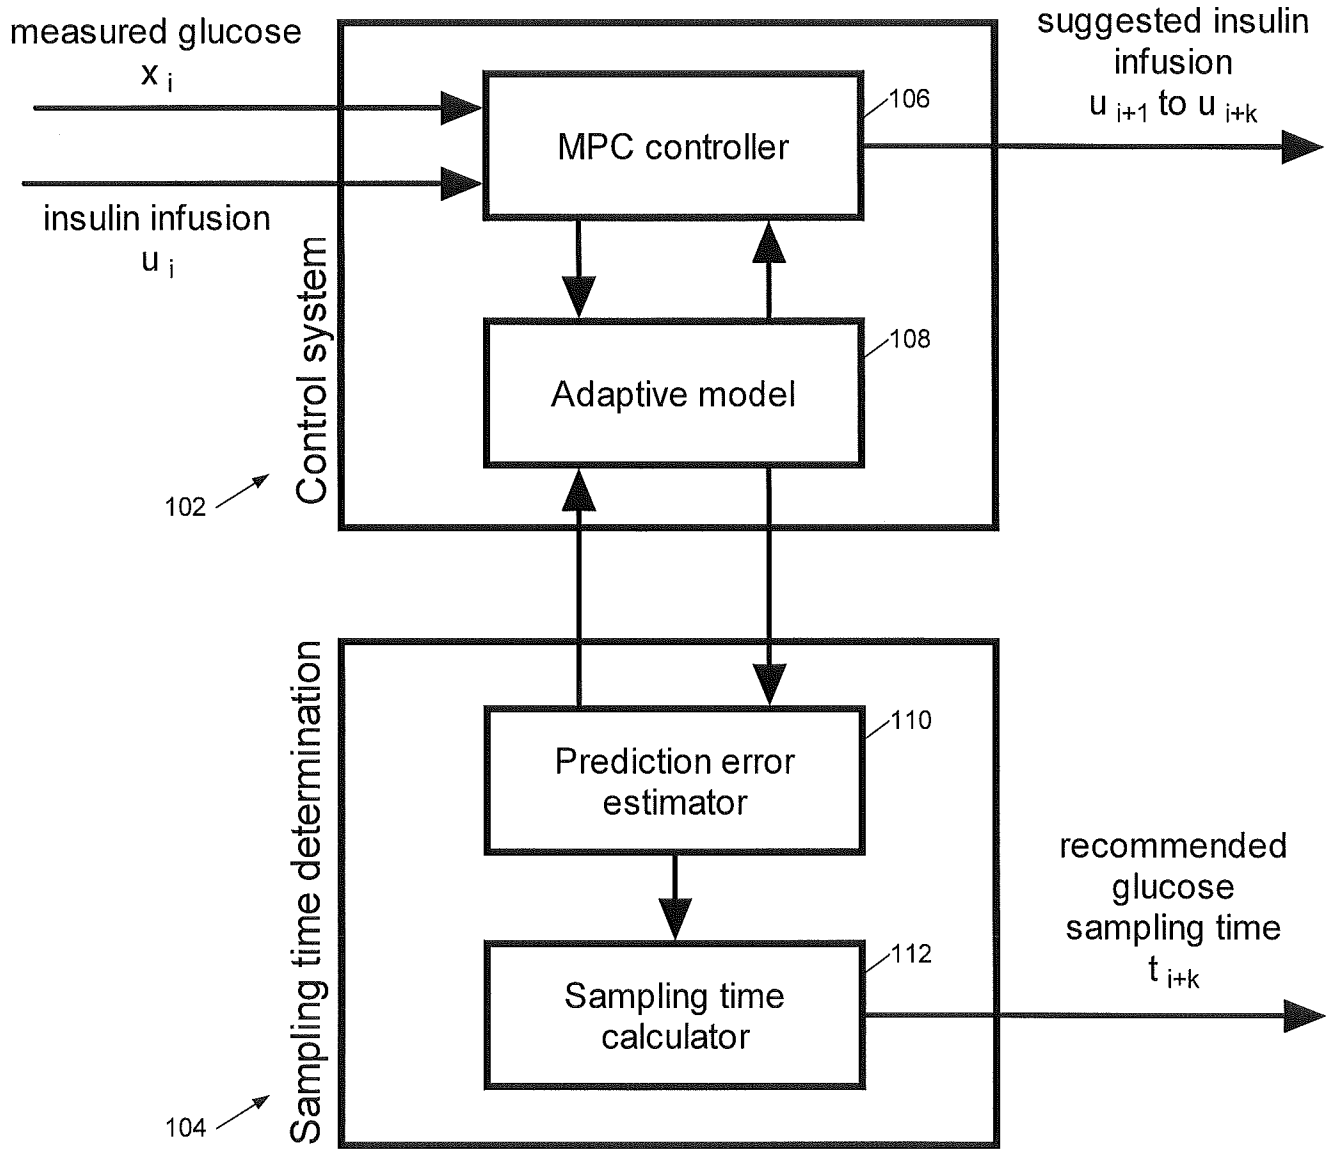 measured glucose
x i
insulin infusion
u i
suggested insulin
infusion
u i+1 to u i+k
106
MPC controller
108
Adaptive model
Control system
102
110
Prediction error
estimator
112
Sampling time
calculator
recommended
glucose
sampling time
t i+k
Sampling time determination
104